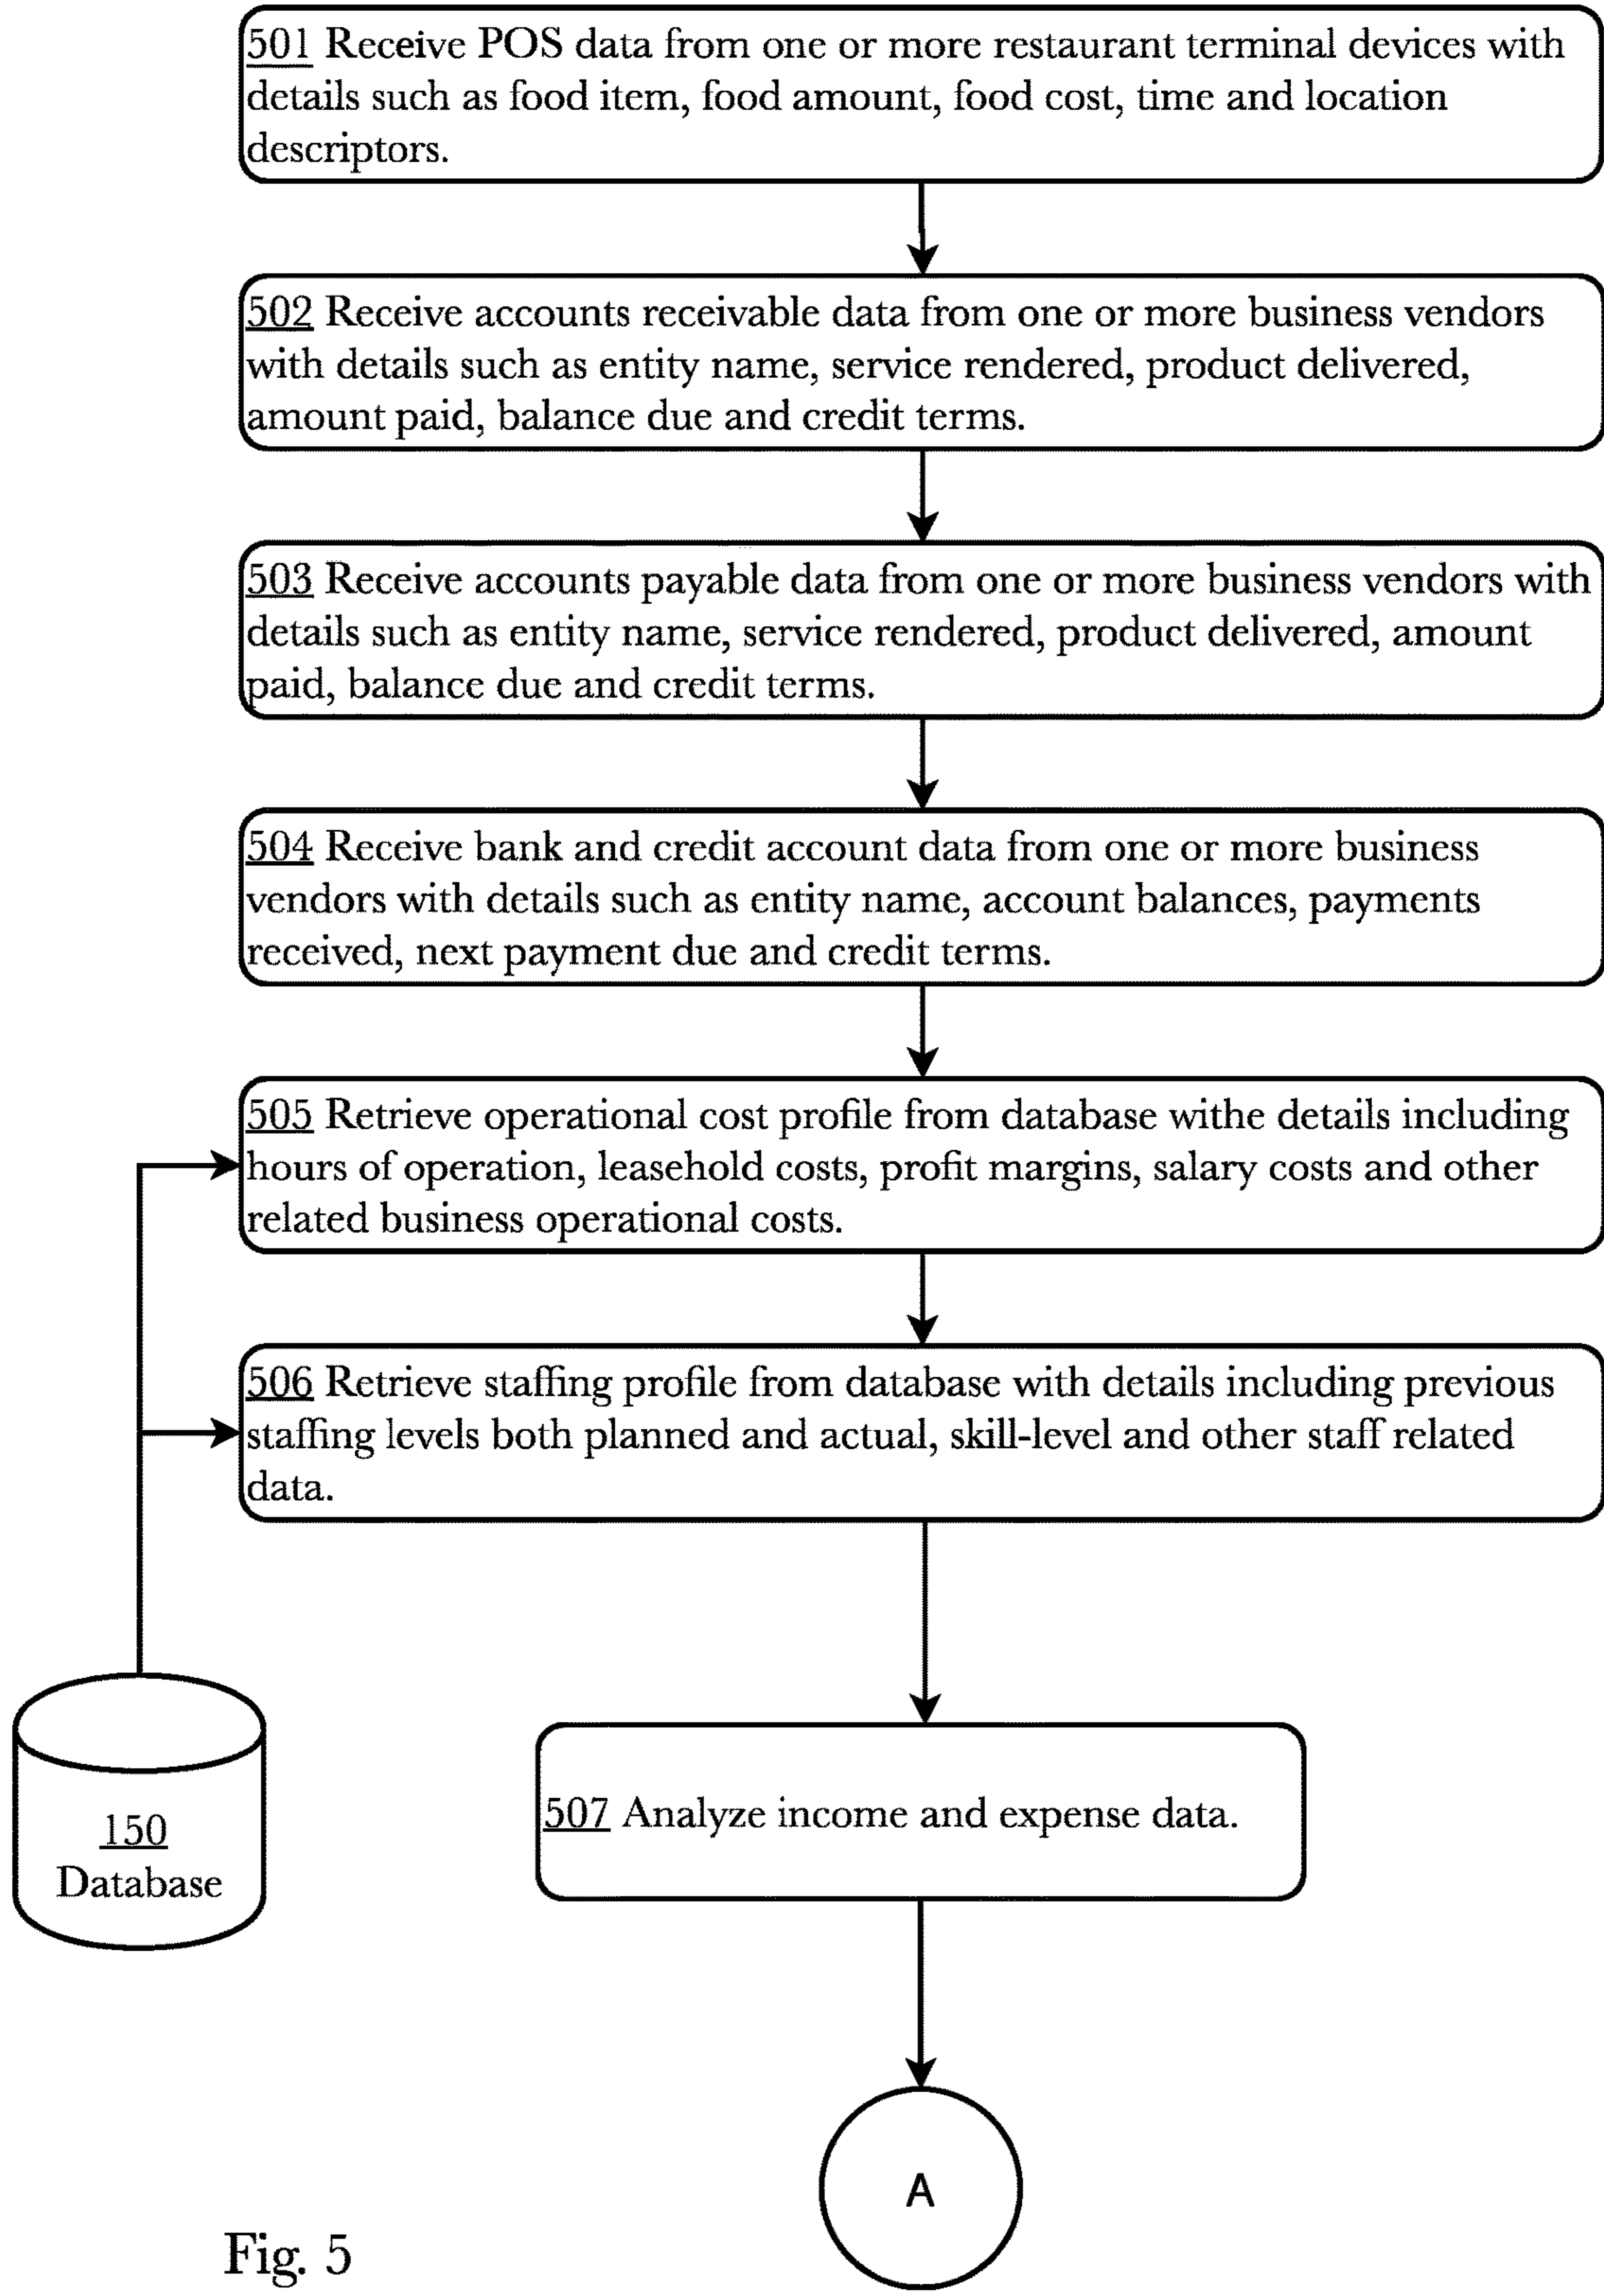 501 Receive POS data from one or more restaurant terminal devices with
details such as food item, food amount, food cost, time and location
descriptors.
502 Receive accounts receivable data from one or more business vendors
with details such as entity name, service rendered, product delivered,
amount paid, balance due and credit terms.
503 Receive accounts payable data from one or more business vendors with
details such as entity name, service rendered, product delivered, amount
paid, balance due and credit terms.
504 Receive bank and credit account data from one or more business
vendors with details such as entity name, account balances, payments
received, next payment due and credit terms.
505 Retrieve operational cost profile from database withe details including
hours of operation, leasehold costs, profit margins, salary costs and other
related business operational costs.
506 Retrieve staffing profile from database with details including previous
staffing levels both planned and actual, skill-level and other staff related
data.
150
Database
507 Analyze income and expense data.
A
Fig. 5